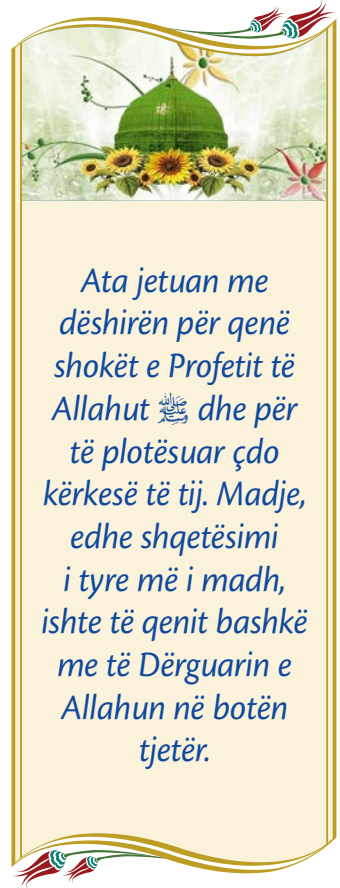 Ata jetuan me
dëshirën për qenë
shokët e Profetit të
Allahut ﷺ dhe për
të plotësuar çdo
kërkesë të tij. Madje,
edhe shqetësimi
i tyre më i madh,
ishte të qenit bashkë
me të Dërguarin e
Allahun në botën
tjetër.